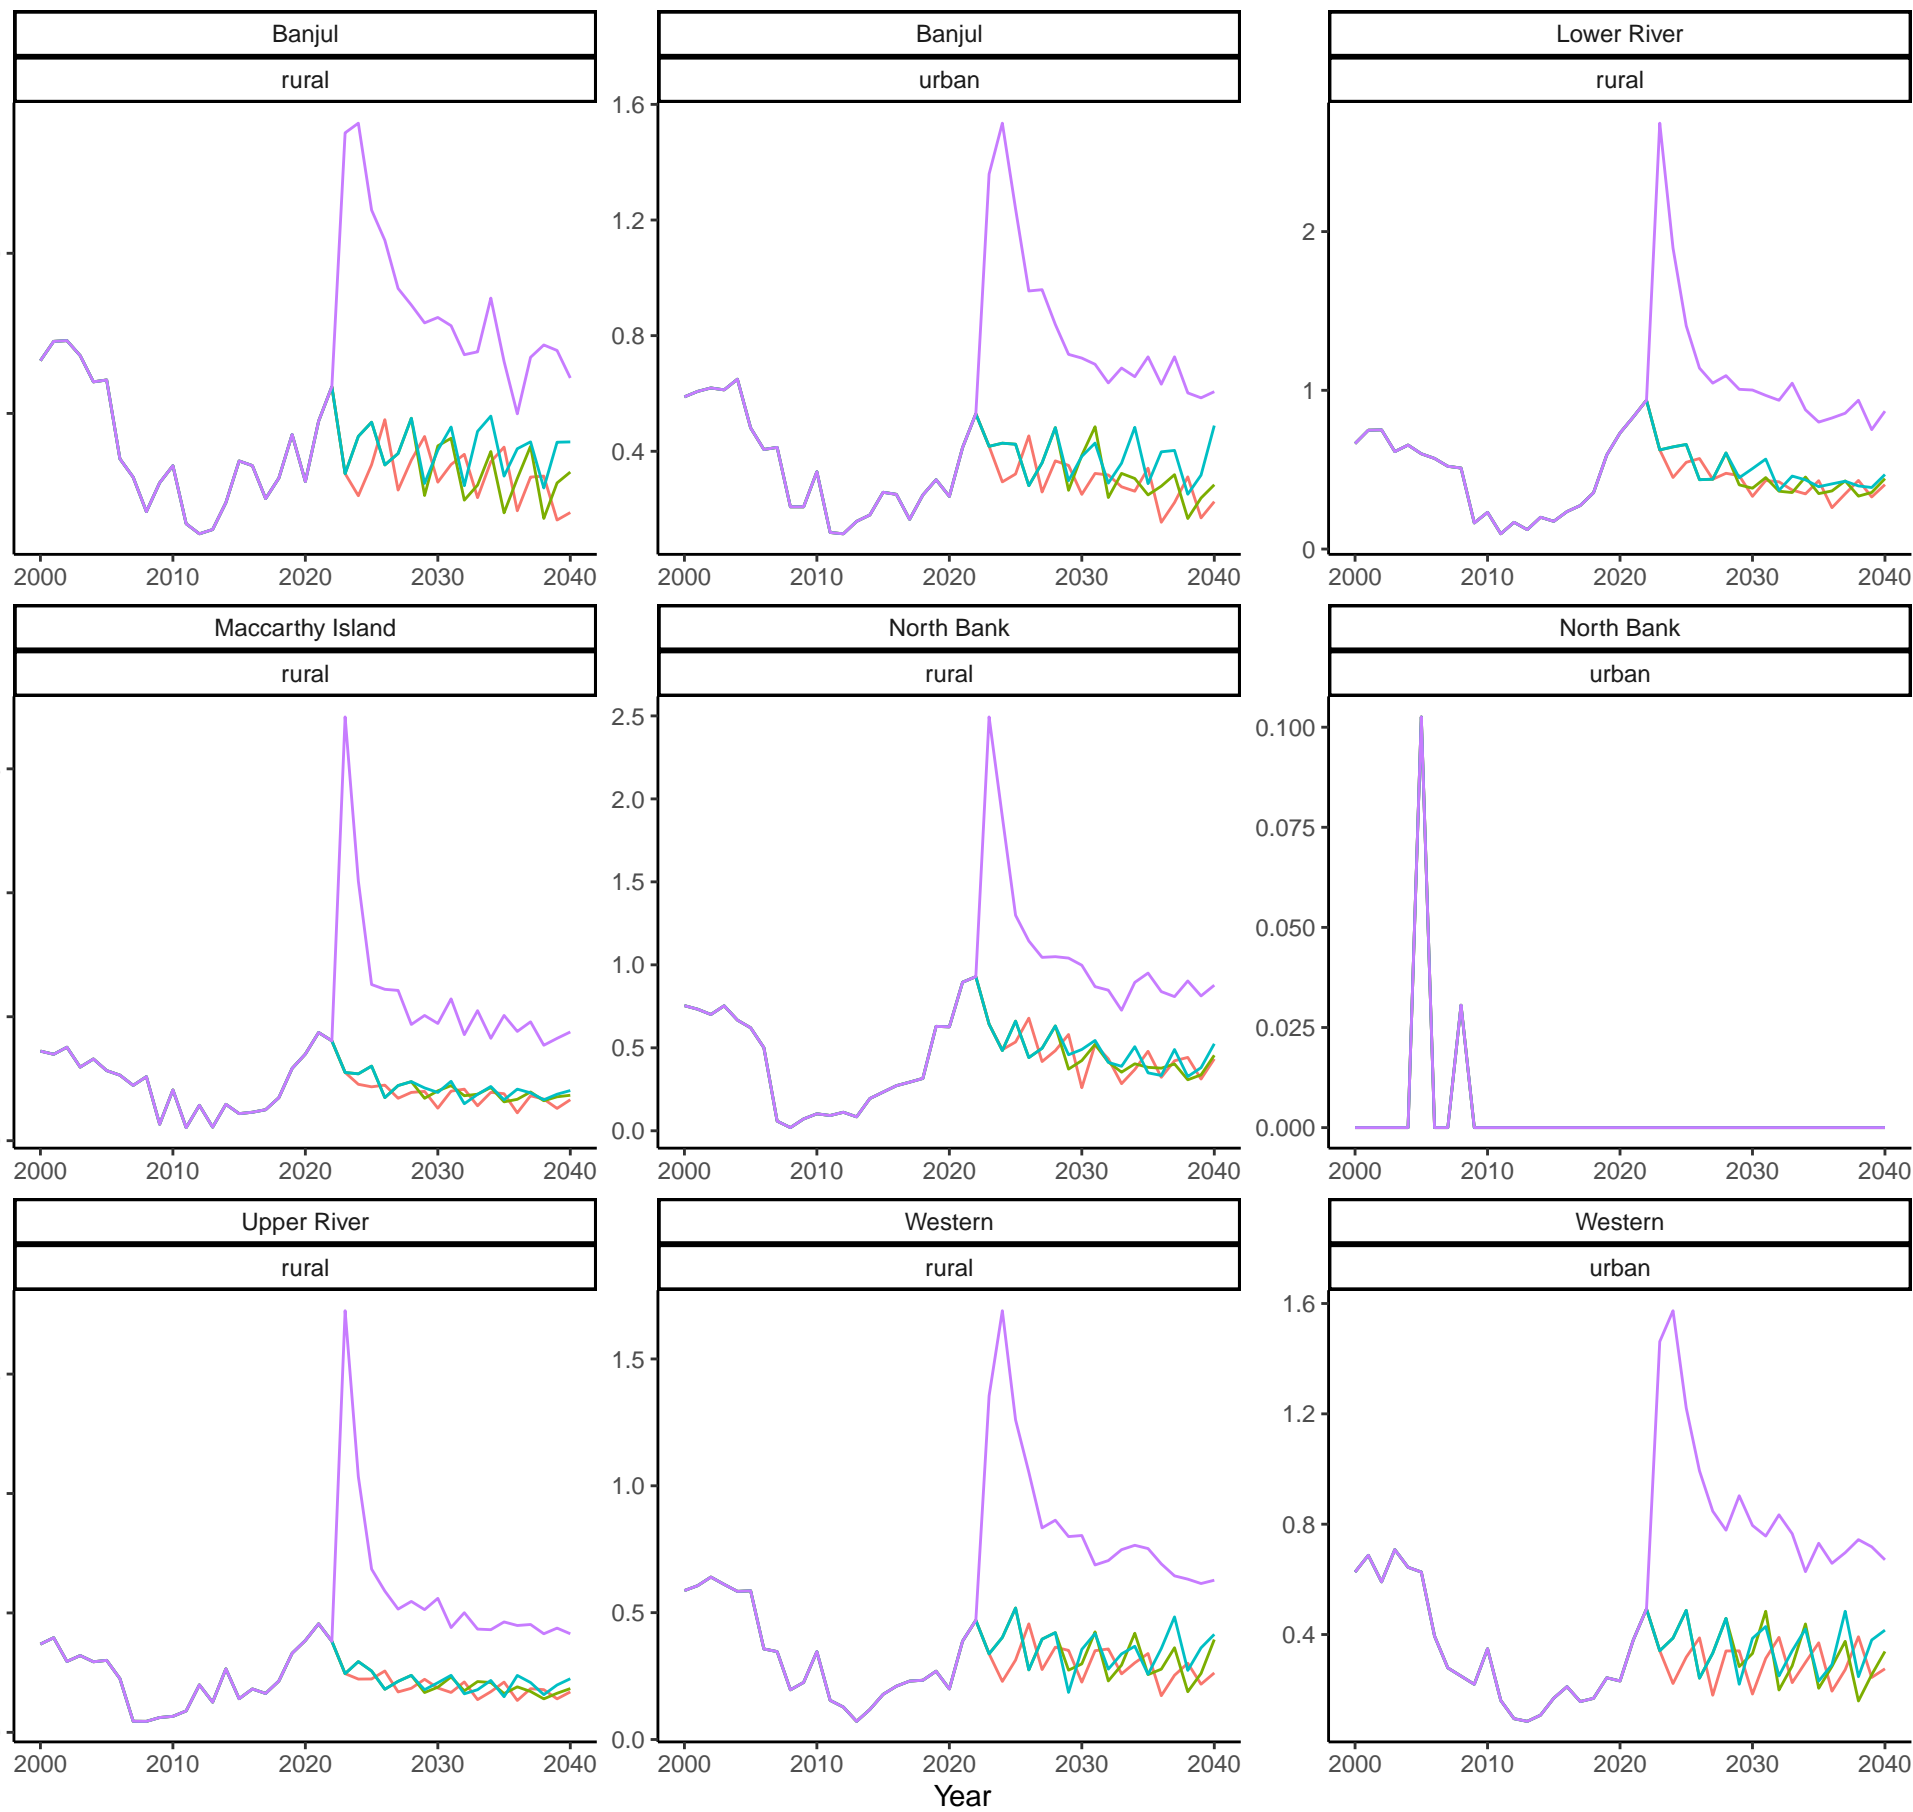 Banjul
rural
2000 2010 2020 2030 2040
Banjul
urban
1.6
1.2
0.8
0.4
2000 2010 2020 2030 2040
Lower River
rural
2
1
0
2000 2010 2020 2030 2040
Maccarthy Island
rural
2000 2010 2020 2030 2040
North Bank
rural
2.5
2.0
1.5
1.0
0.5
0.0
2000 2010 2020 2030 2040
North Bank
urban
0.100
0.075
0.050
0.025
0.000
2000 2010 2020 2030 2040
Upper River
rural
2000 2010 2020 2030 2040
Western
rural
1.5
1.0
0.5
0.0
2000 2010 2020 2030 2040
Western
urban
1.6
1.2
0.8
0.4
2000 2010 2020 2030 2040
Year